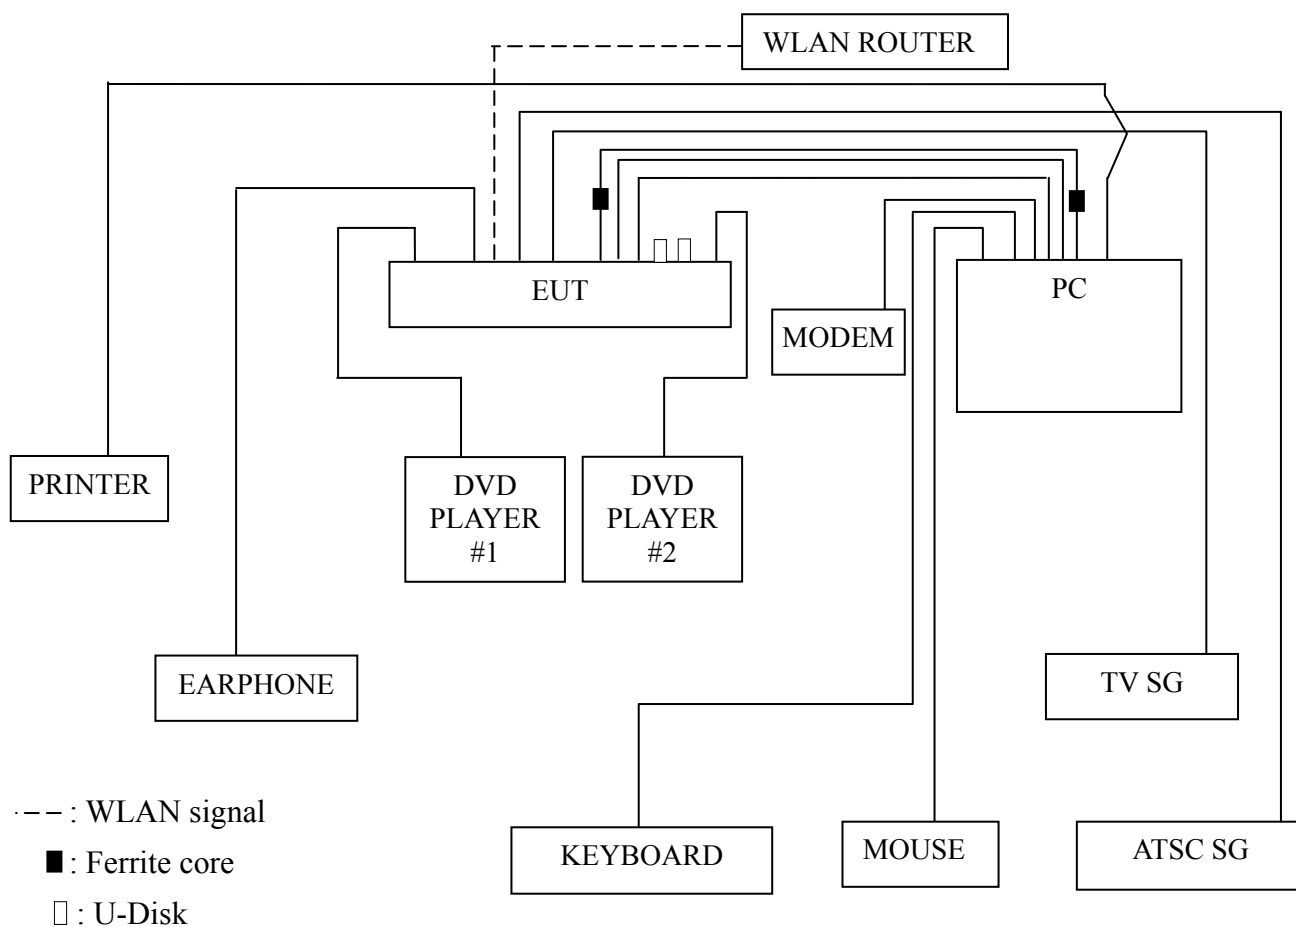 WLAN ROUTER
EUT
PC
MODEM
PRINTER
DVD
PLAYER
#1
DVD
PLAYER
#2
EARPHONE
TV SG
KEYBOARD
MOUSE
ATSC SG
: WLAN signal
: Ferrite core
: U-Disk